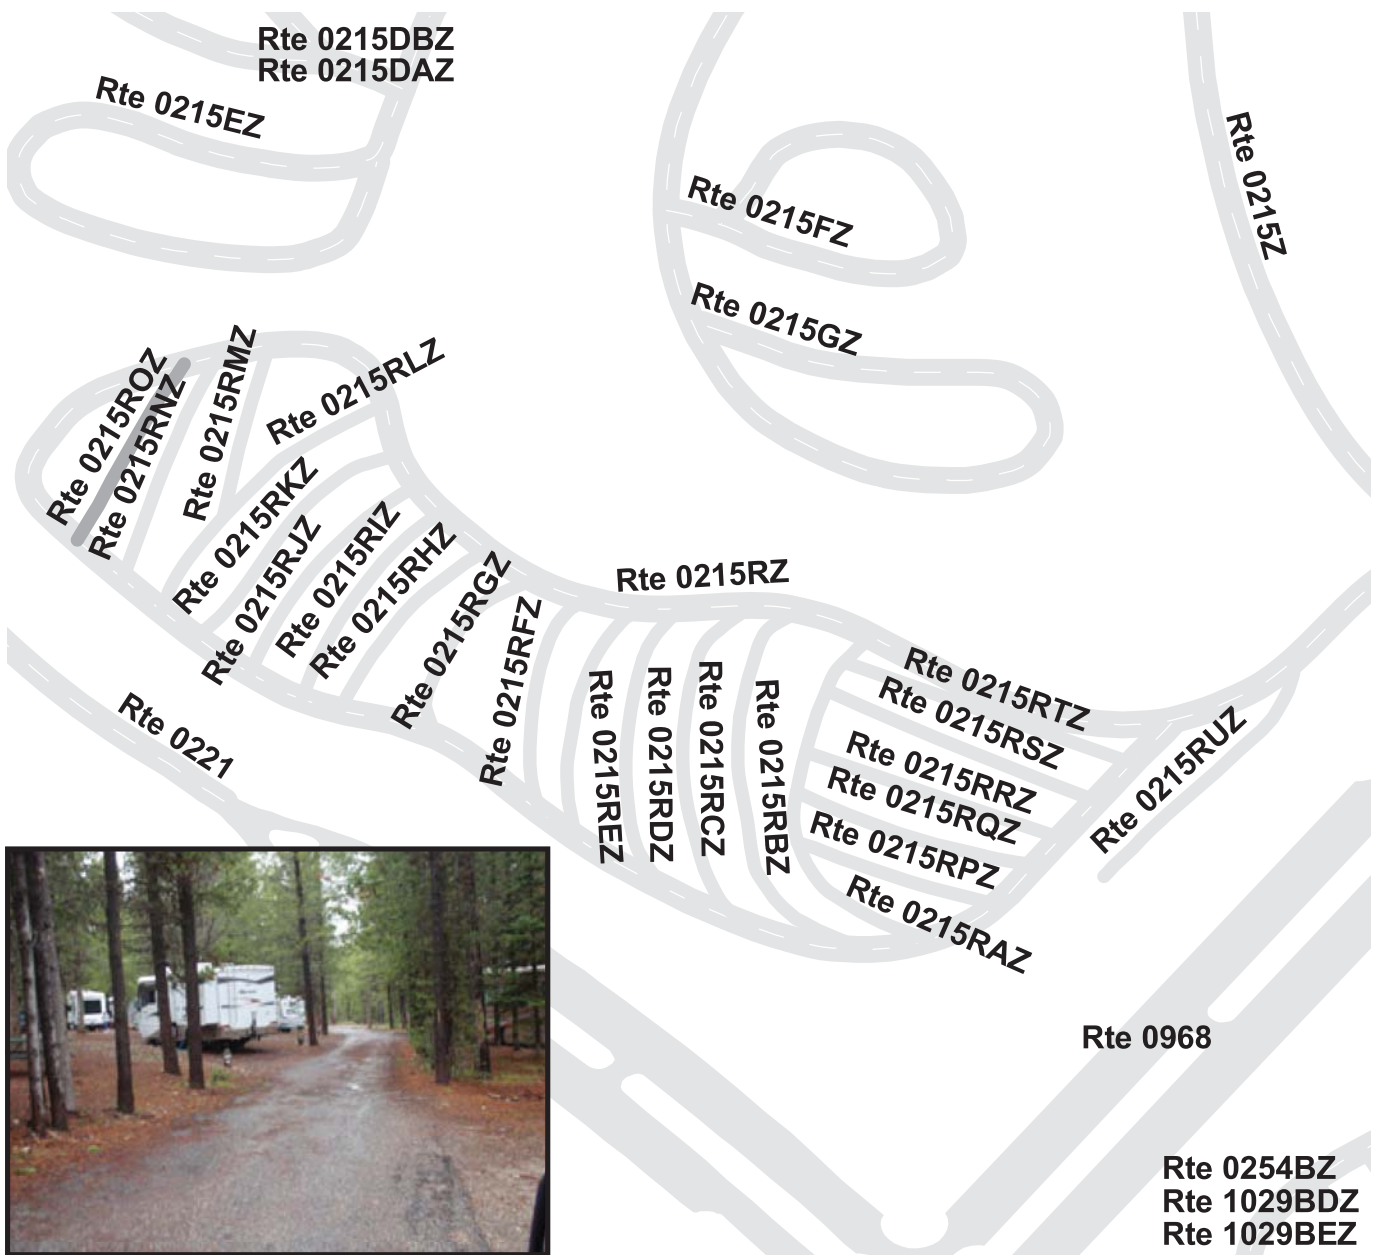 Rte 0215DBZ
Rte 0215DAZ
Rte 0215EZ
Rte 0215FZ
Rte 0215Z
Rte 0215GZ
Rte 0215ROZ
Rte 0215RNZ
Rte 0215RMZ
Rte 0215RLZ
Rte 0215RKZ
Rte 0215RJZ
Rte 0215RIZ
Rte 0215RHZ
Rte 0215RGZ
Rte 0215RFZ
Rte 0215RZ
Rte 0215REZ
Rte 0215RDZ
Rte 0215RCZ
Rte 0215RBZ
Rte 0215RTZ
Rte 0215RSZ
Rte 0215RRZ
Rte 0215RQZ
Rte 0215RPZ
Rte 0215RAZ
Rte 0215RUZ
Rte 0221
Rte 0968
Rte 0254BZ
Rte 1029BDZ
Rte 1029BEZ